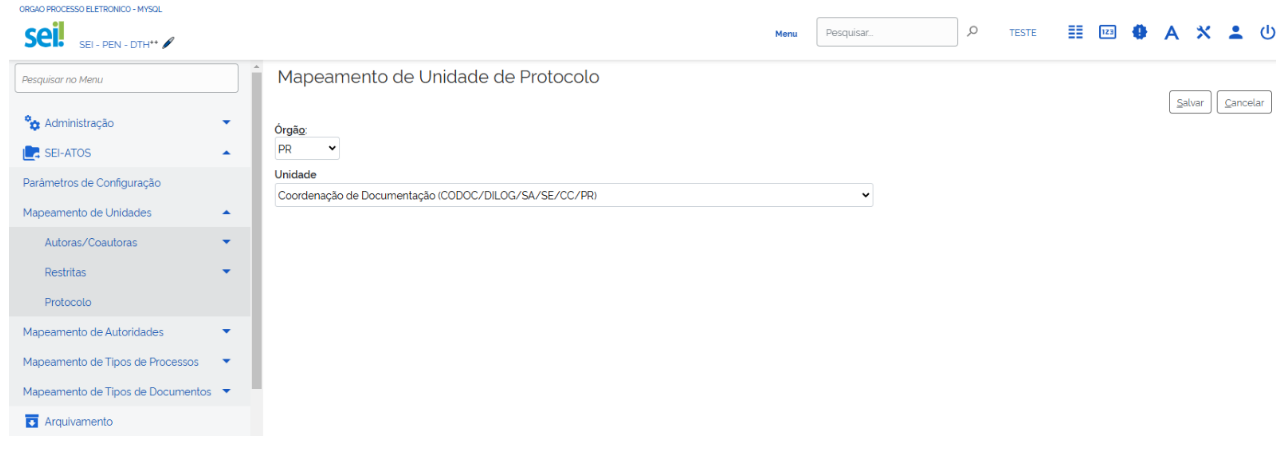 ORGAO PROCESSO ELETRONICO - MYSQL
sei!
SEI - PEN - DTH**
Menu
Pesquisar...
TESTE
123
A
Pesquisar no Menu
Administração
SEI-ATOS
Parâmetros de Configuração
Mapeamento de Unidades
Autoras/Coautoras
Restritas
Protocolo
Mapeamento de Autoridades
Mapeamento de Tipos de Processos
Mapeamento de Tipos de Documentos
Arquivamento
Mapeamento de Unidade de Protocolo
Salvar Cancelar
Órgão:
PR
Unidade
Coordenação de Documentação (CODOC/DILOG/SA/SE/CC/PR)